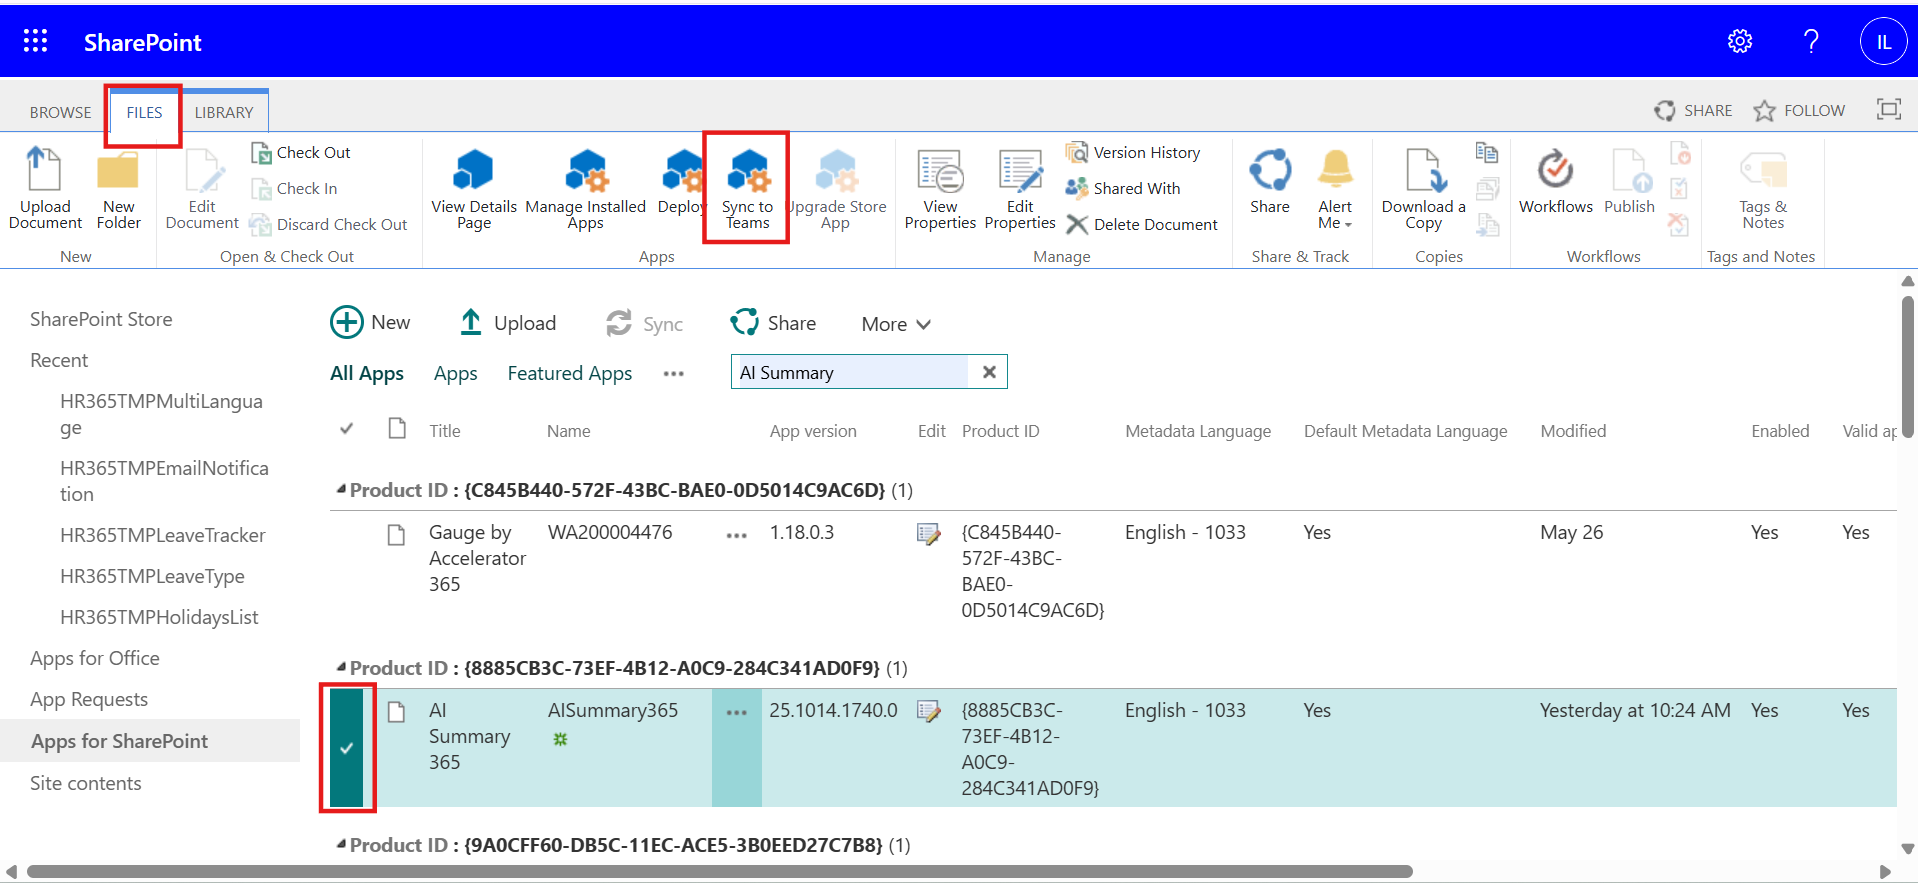 SharePoint
IL
BROWSE FILES LIBRARY SHARE FOLLOW
Upload Document
New Folder
New
Edit Document
Check Out
Check In
Discard Check Out
Open & Check Out
View Details Page
Manage Installed Apps
Deploy
Sync to Teams
Upgrade Store App
Apps
View Properties
Edit Properties
Version History
Shared With
Delete Document
Manage
Share
Alert Me
Share & Track
Download a Copy
Copies
Workflows
Publish
Workflows
Tags & Notes
Tags and Notes
SharePoint Store
Recent
HR365TMPMultiLangua
ge
HR365TMPEmailNotifica
tion
HR365TMPLeaveTracker
HR365TMPLeaveType
HR365TMPHolidaysList
Apps for Office
App Requests
Apps for SharePoint
Site contents
New Upload Sync Share More
All Apps Apps Featured Apps ... AI Summary
Title Name App version Edit Product ID Metadata Language Default Metadata Language Modified Enabled Valid ap
Product ID : {C845B440-572F-43BC-BAE0-0D5014C9AC6D} (1)
Gauge by WA200004476 ... 1.18.0.3 {C845B440- English - 1033 Yes May 26 Yes Yes
Accelerator 572F-43BC-
365 BAE0-
0D5014C9AC6D}
Product ID : {8885CB3C-73EF-4B12-A0C9-284C341AD0F9} (1)
AI AISummary365 ... 25.1014.1740.0 {8885CB3C- English - 1033 Yes Yesterday at 10:24 AM Yes Yes
Summary 73EF-4B12-
365 A0C9-
284C341AD0F9}
Product ID : {9A0CFF60-DB5C-11EC-ACE5-3B0EED27C7B8} (1)